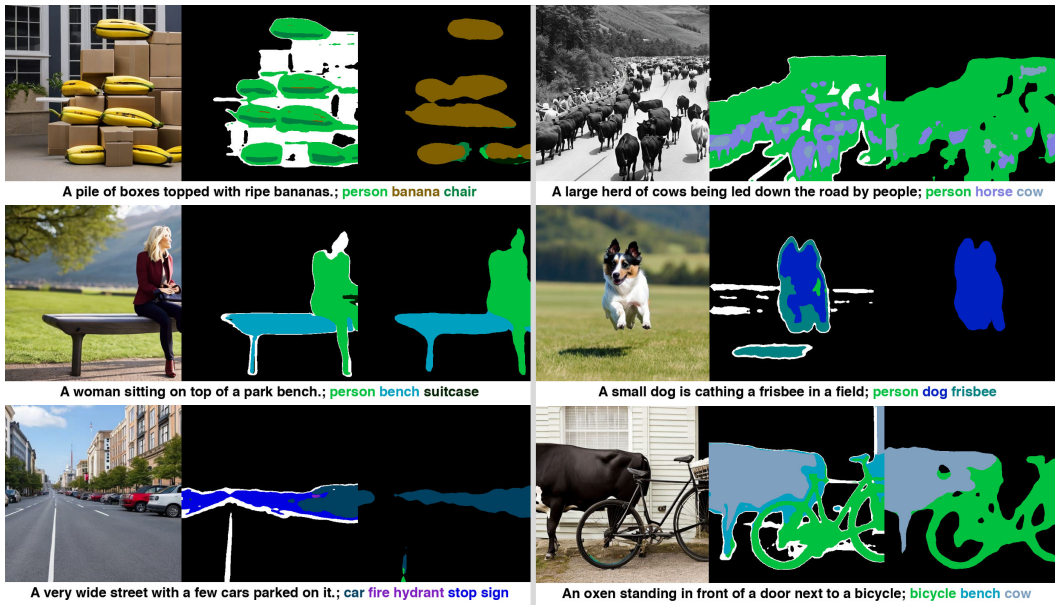 A pile of boxes topped with ripe bananas.; person banana chair
A large herd of cows being led down the road by people; person horse cow
A woman sitting on top of a park bench.; person bench suitcase
A small dog is cathing a frisbee in a field; person dog frisbee
A very wide street with a few cars parked on it.; car fire hydrant stop sign
An oxen standing in front of a door next to a bicycle; bicycle bench cow